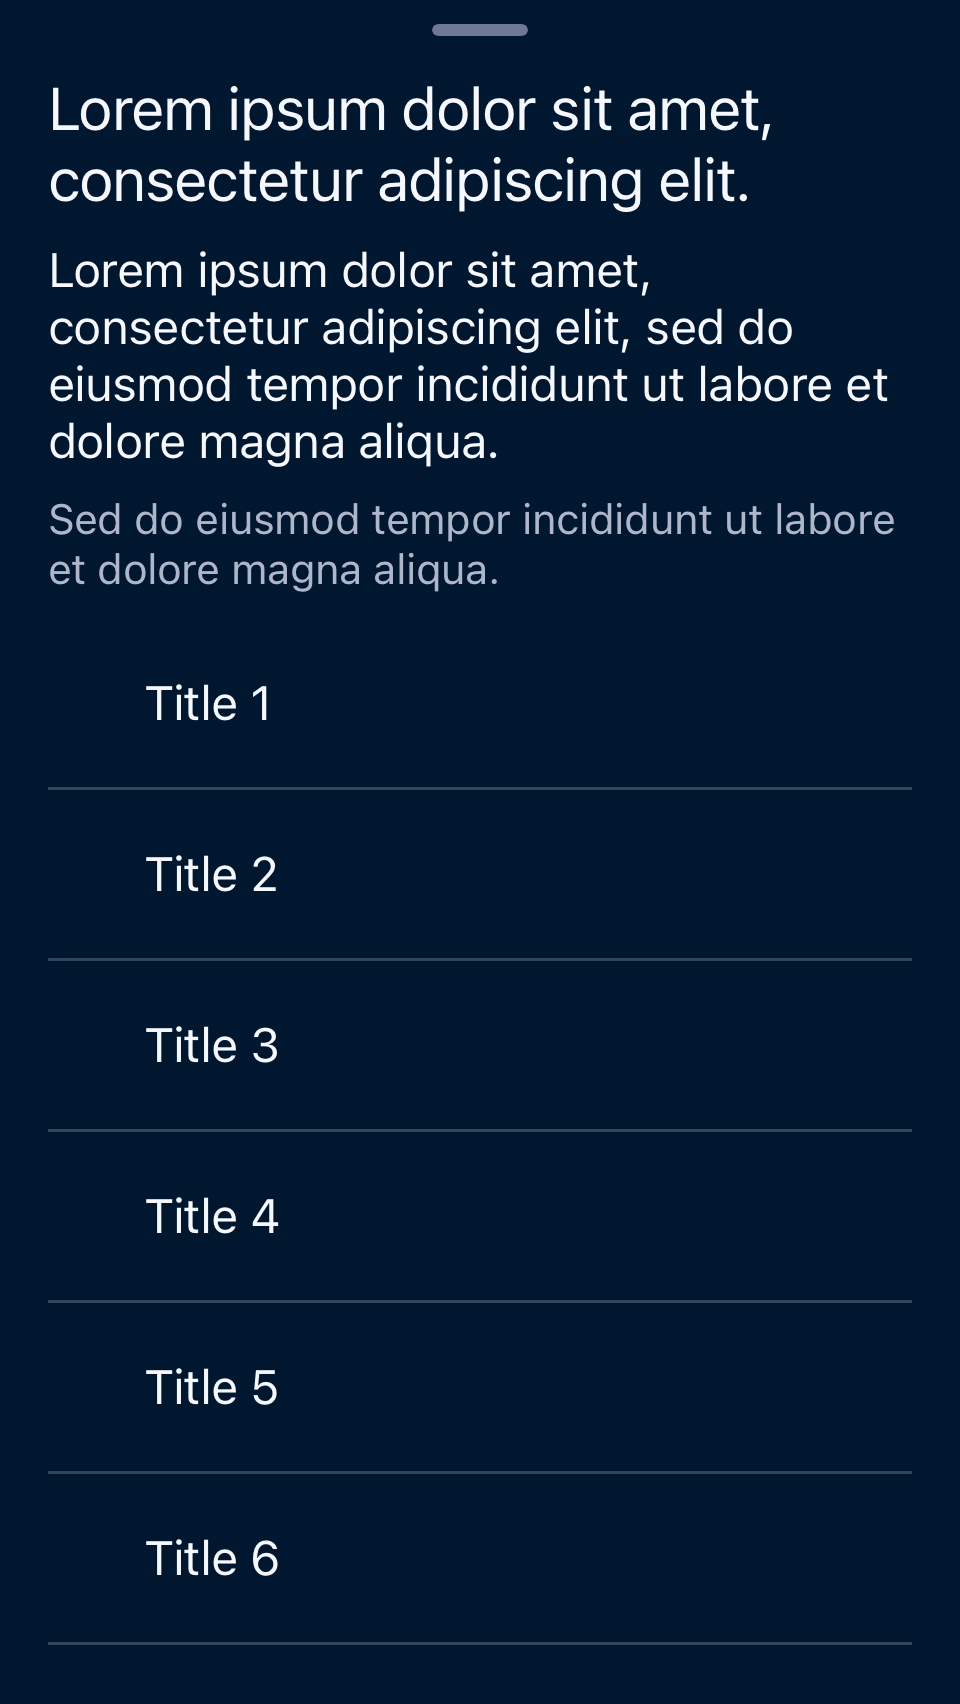 Lorem ipsum dolor sit amet,
consectetur adipiscing elit.
Lorem ipsum dolor sit amet,
consectetur adipiscing elit, sed do
eiusmod tempor incididunt ut labore et
dolore magna aliqua.
Sed do eiusmod tempor incididunt ut labore
et dolore magna aliqua.
Title 1
Title 2
Title 3
Title 4
Title 5
Title 6